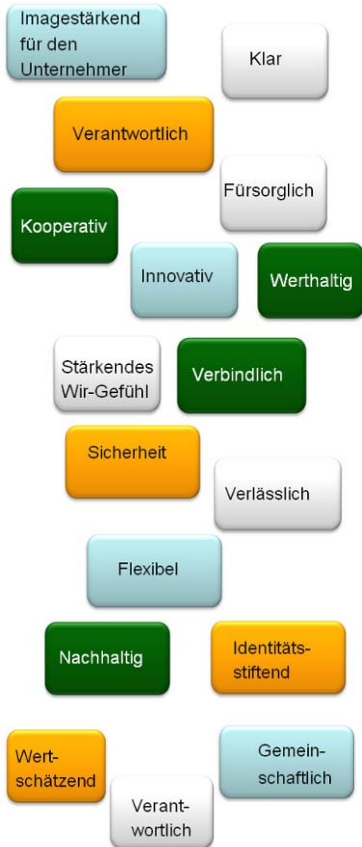 Imagestärkend
für den
Unternehmer
Klar
Verantwortlich
Fürsorglich
Kooperativ
Innovativ
Werthaltig
Stärkendes
Wir-Gefühl
Verbindlich
Sicherheit
Verlässlich
Flexibel
Nachhaltig
Identitäts-
stiftend
Wert-
schätzend
Gemein-
schaftlich
Verant-
wortlich